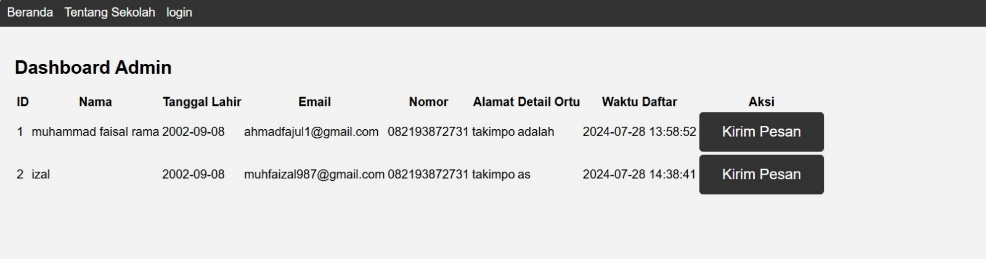 Beranda Tentang Sekolah login
Dashboard Admin
ID Nama Tanggal Lahir Email Nomor Alamat Detail Ortu Waktu Daftar Aksi
1 muhammad faisal rama 2002-09-08 ahmadfajul1@gmail.com 082193872731 takimpo adalah 2024-07-28 13:58:52 Kirim Pesan
2 izal 2002-09-08 muhfaizal987@gmail.com 082193872731 takimpo as 2024-07-28 14:38:41 Kirim Pesan